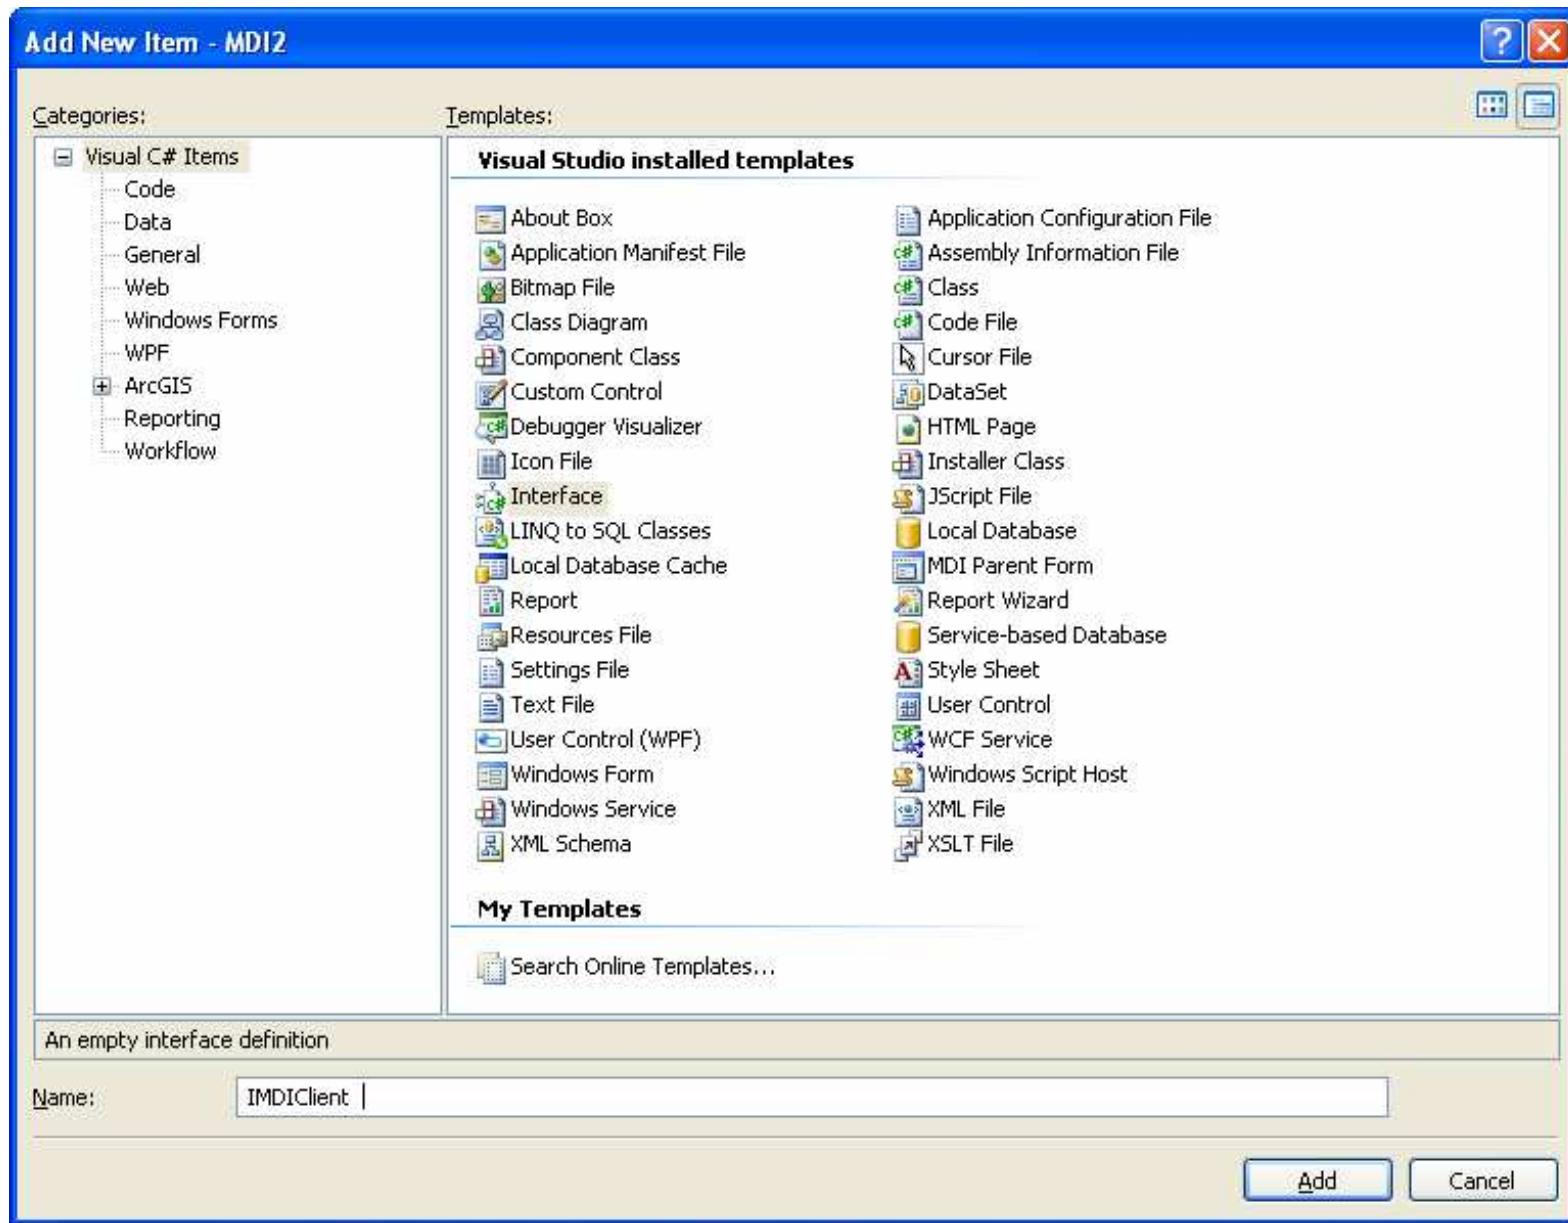 Add New Item - MDI2
Categories:
Templates:
Visual C# Items
Code
Data
General
Web
Windows Forms
WPF
ArcGIS
Reporting
Workflow
Visual Studio installed templates
About Box
Application Configuration File
Application Manifest File
Assembly Information File
Bitmap File
Class
Class Diagram
Code File
Component Class
Cursor File
Custom Control
DataSet
Debugger Visualizer
HTML Page
Icon File
Installer Class
Interface
JScript File
LINQ to SQL Classes
Local Database
Local Database Cache
MDI Parent Form
Report
Report Wizard
Resources File
Service-based Database
Settings File
Style Sheet
Text File
User Control
User Control (WPF)
WCF Service
Windows Form
Windows Script Host
Windows Service
XML File
XML Schema
XSLT File
My Templates
Search Online Templates...
An empty interface definition
Name:
IMDIClient
Add
Cancel